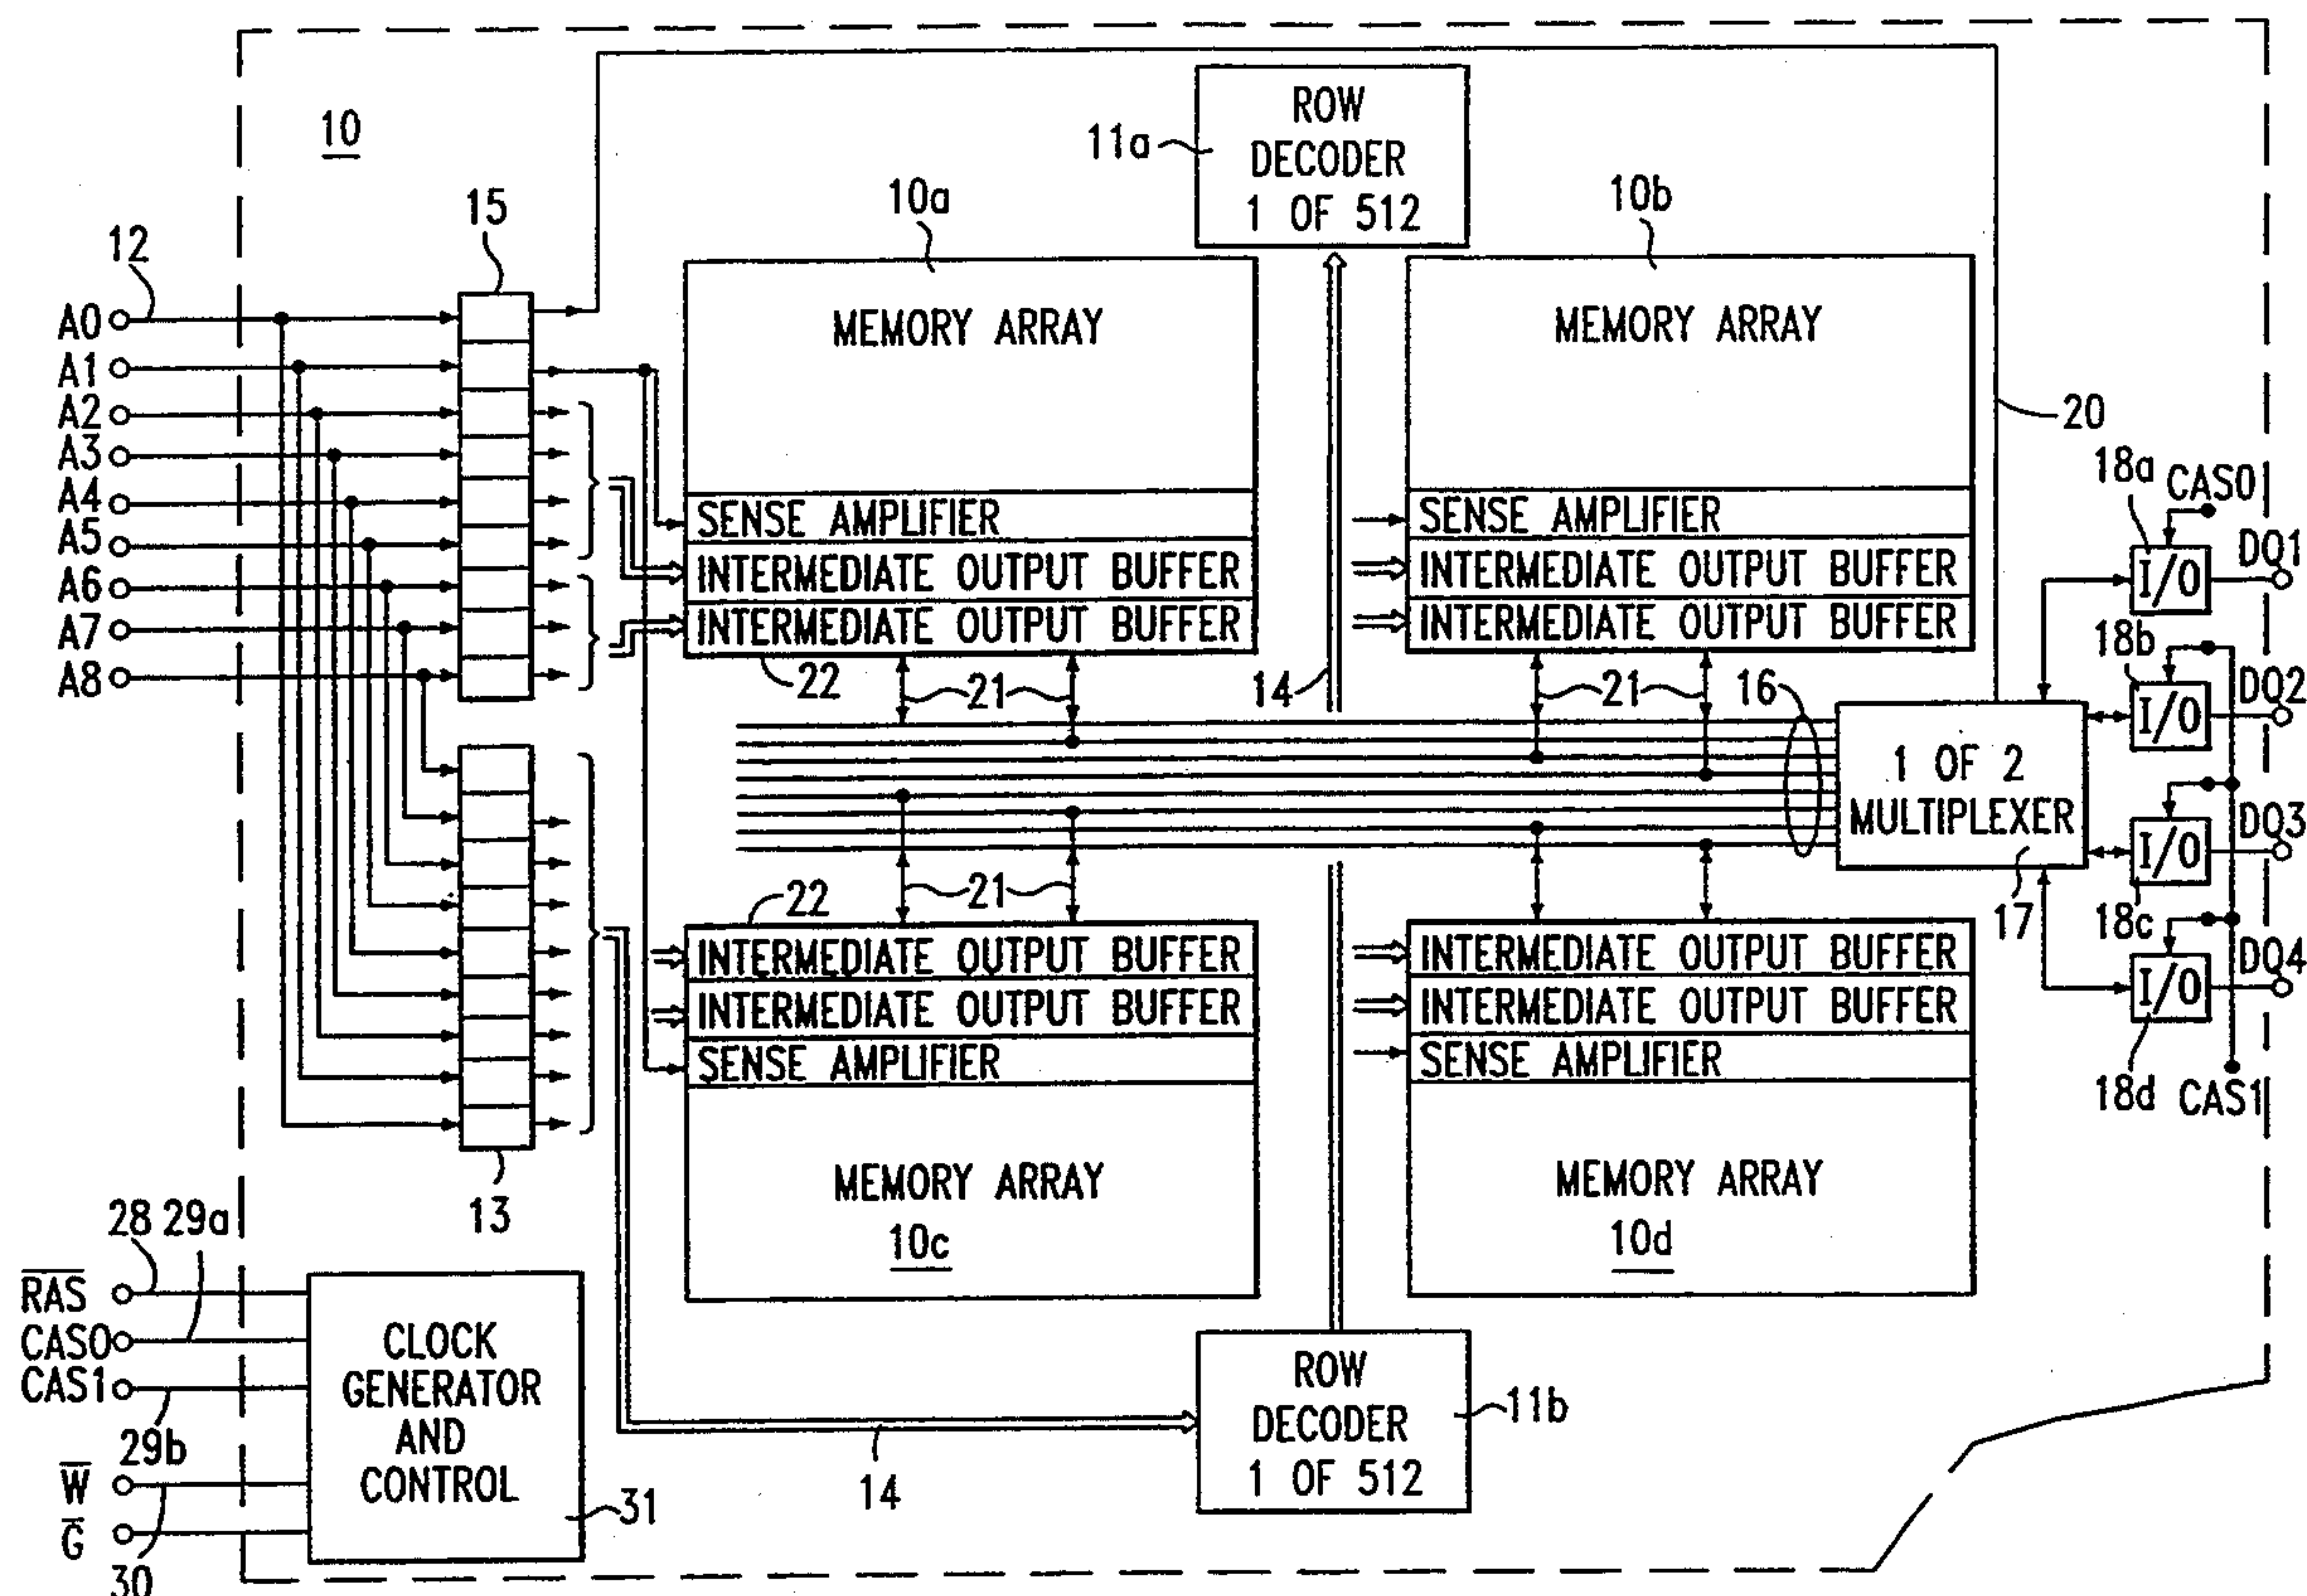 10
ROW
DECODER
1 OF 512
11a
10a
10b
15
12
A0
A1
A2
A3
A4
A5
A6
A7
A8
MEMORY ARRAY
MEMORY ARRAY
20
SENSE AMPLIFIER
INTERMEDIATE OUTPUT BUFFER
INTERMEDIATE OUTPUT BUFFER
SENSE AMPLIFIER
INTERMEDIATE OUTPUT BUFFER
INTERMEDIATE OUTPUT BUFFER
18a
CAS0
I/O
DQ1
18b
I/O
DQ2
22
21
14
21
16
1 OF 2
MULTIPLEXER
17
I/O
DQ3
18c
I/O
DQ4
18d
CAS1
22
21
INTERMEDIATE OUTPUT BUFFER
INTERMEDIATE OUTPUT BUFFER
SENSE AMPLIFIER
INTERMEDIATE OUTPUT BUFFER
INTERMEDIATE OUTPUT BUFFER
SENSE AMPLIFIER
MEMORY ARRAY
10c
MEMORY ARRAY
10d
13
28
29a
R̅A̅S̅
CAS0
CAS1
29b
W̅
G̅
30
CLOCK
GENERATOR
AND
CONTROL
31
14
ROW
DECODER
1 OF 512
11b